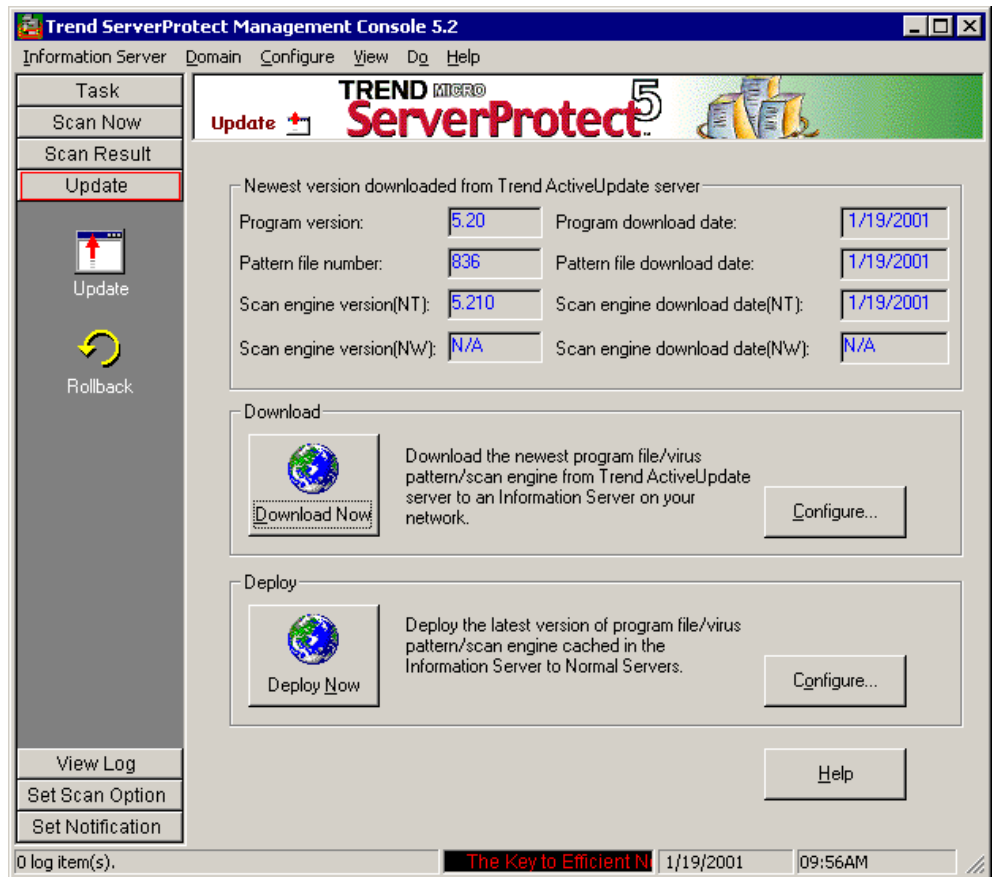 Trend ServerProtect Management Console 5.2
Information Server Domain Configure View Do Help
Task
Scan Now
Scan Result
Update
Update
Rollback
View Log
Set Scan Option
Set Notification
Update
TREND MICRO
ServerProtect 5
Newest version downloaded from Trend ActiveUpdate server
Program version: 5.20 Program download date: 1/19/2001
Pattern file number: 836 Pattern file download date: 1/19/2001
Scan engine version(NT): 5.210 Scan engine download date(NT): 1/19/2001
Scan engine version(NW): N/A Scan engine download date(NW): N/A
Download
Download Now
Download the newest program file/virus
pattern/scan engine from Trend ActiveUpdate
server to an Information Server on your
network.
Configure...
Deploy
Deploy Now
Deploy the latest version of program file/virus
pattern/scan engine cached in the
Information Server to Normal Servers.
Configure...
Help
0 log item(s). The Key to Efficient N 1/19/2001 09:56AM